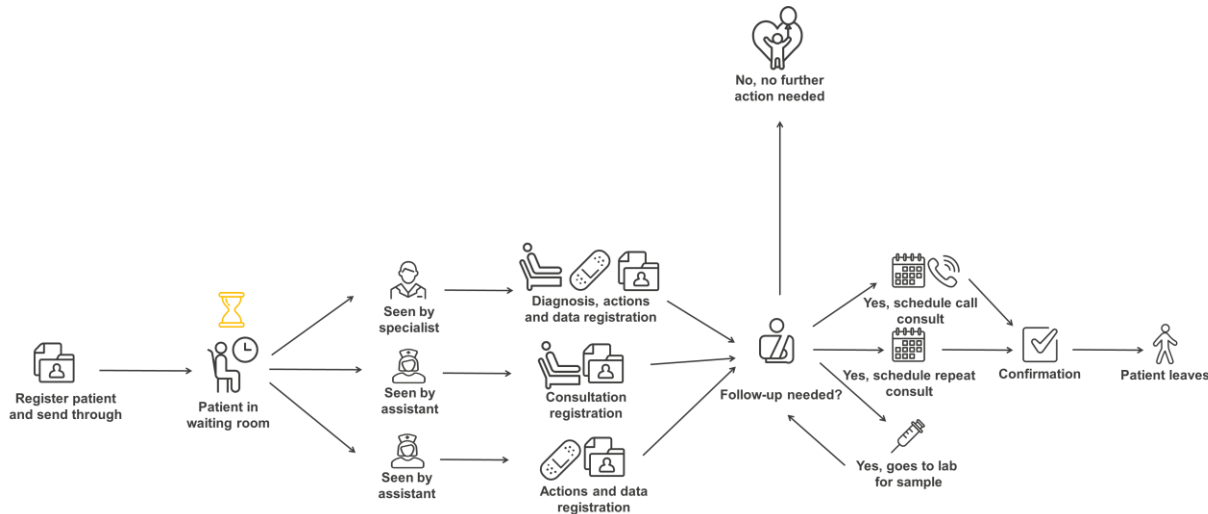 No, no further
action needed
Seen by
specialist
Diagnosis, actions
and data registration
Yes, schedule call
consult
Register patient
and send through
Patient in
waiting room
Seen by
assistant
Consultation
registration
Follow-up needed?
Yes, schedule repeat
consult
Confirmation
Patient leaves
Seen by
assistant
Actions and data
registration
Yes, goes to lab
for sample